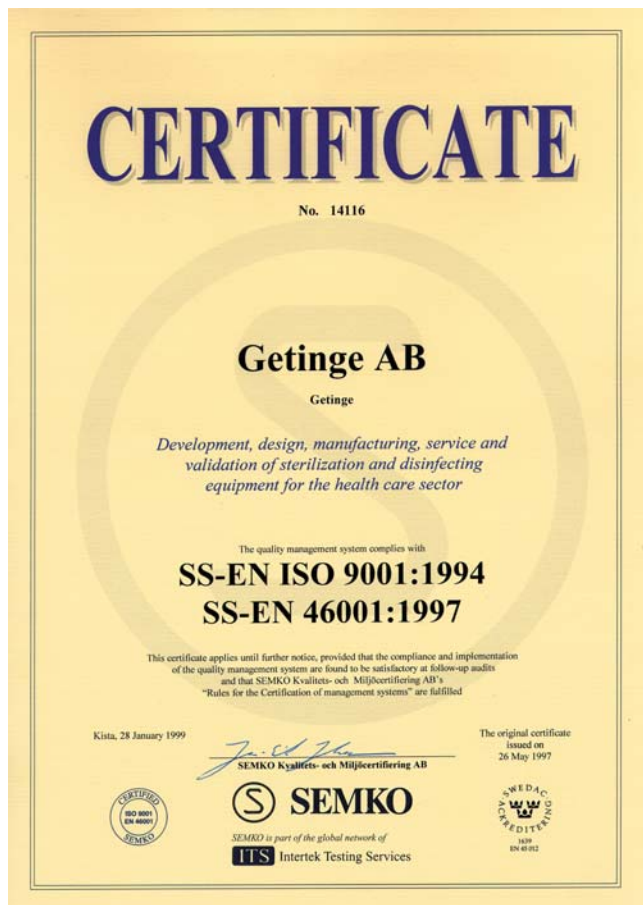 CERTIFICATE
No. 14116
Getinge AB
Getinge
Development, design, manufacturing, service and
validation of sterilization and disinfecting
equipment for the health care sector
The quality management system complies with
SS-EN ISO 9001:1994
SS-EN 46001:1997
This certificate applies until further notice, provided that the compliance and implementation
of the quality management system are found to be satisfactory at follow-up audits
and that SEMKO Kvalitets- och Miljöcertifiering AB's
"Rules for the Certification of management systems" are fulfilled
Kista, 28 January 1999
The original certificate
issued on
26 May 1997
SEMKO Kvalitets- och Miljöcertifiering AB
CERTIFIED
ISO 9001
EN 46001
SEMKO
S SEMKO
SEMKO is part of the global network of
ITS Intertek Testing Services
SWEDAC
ACKREDITERING
1639
EN 45 012